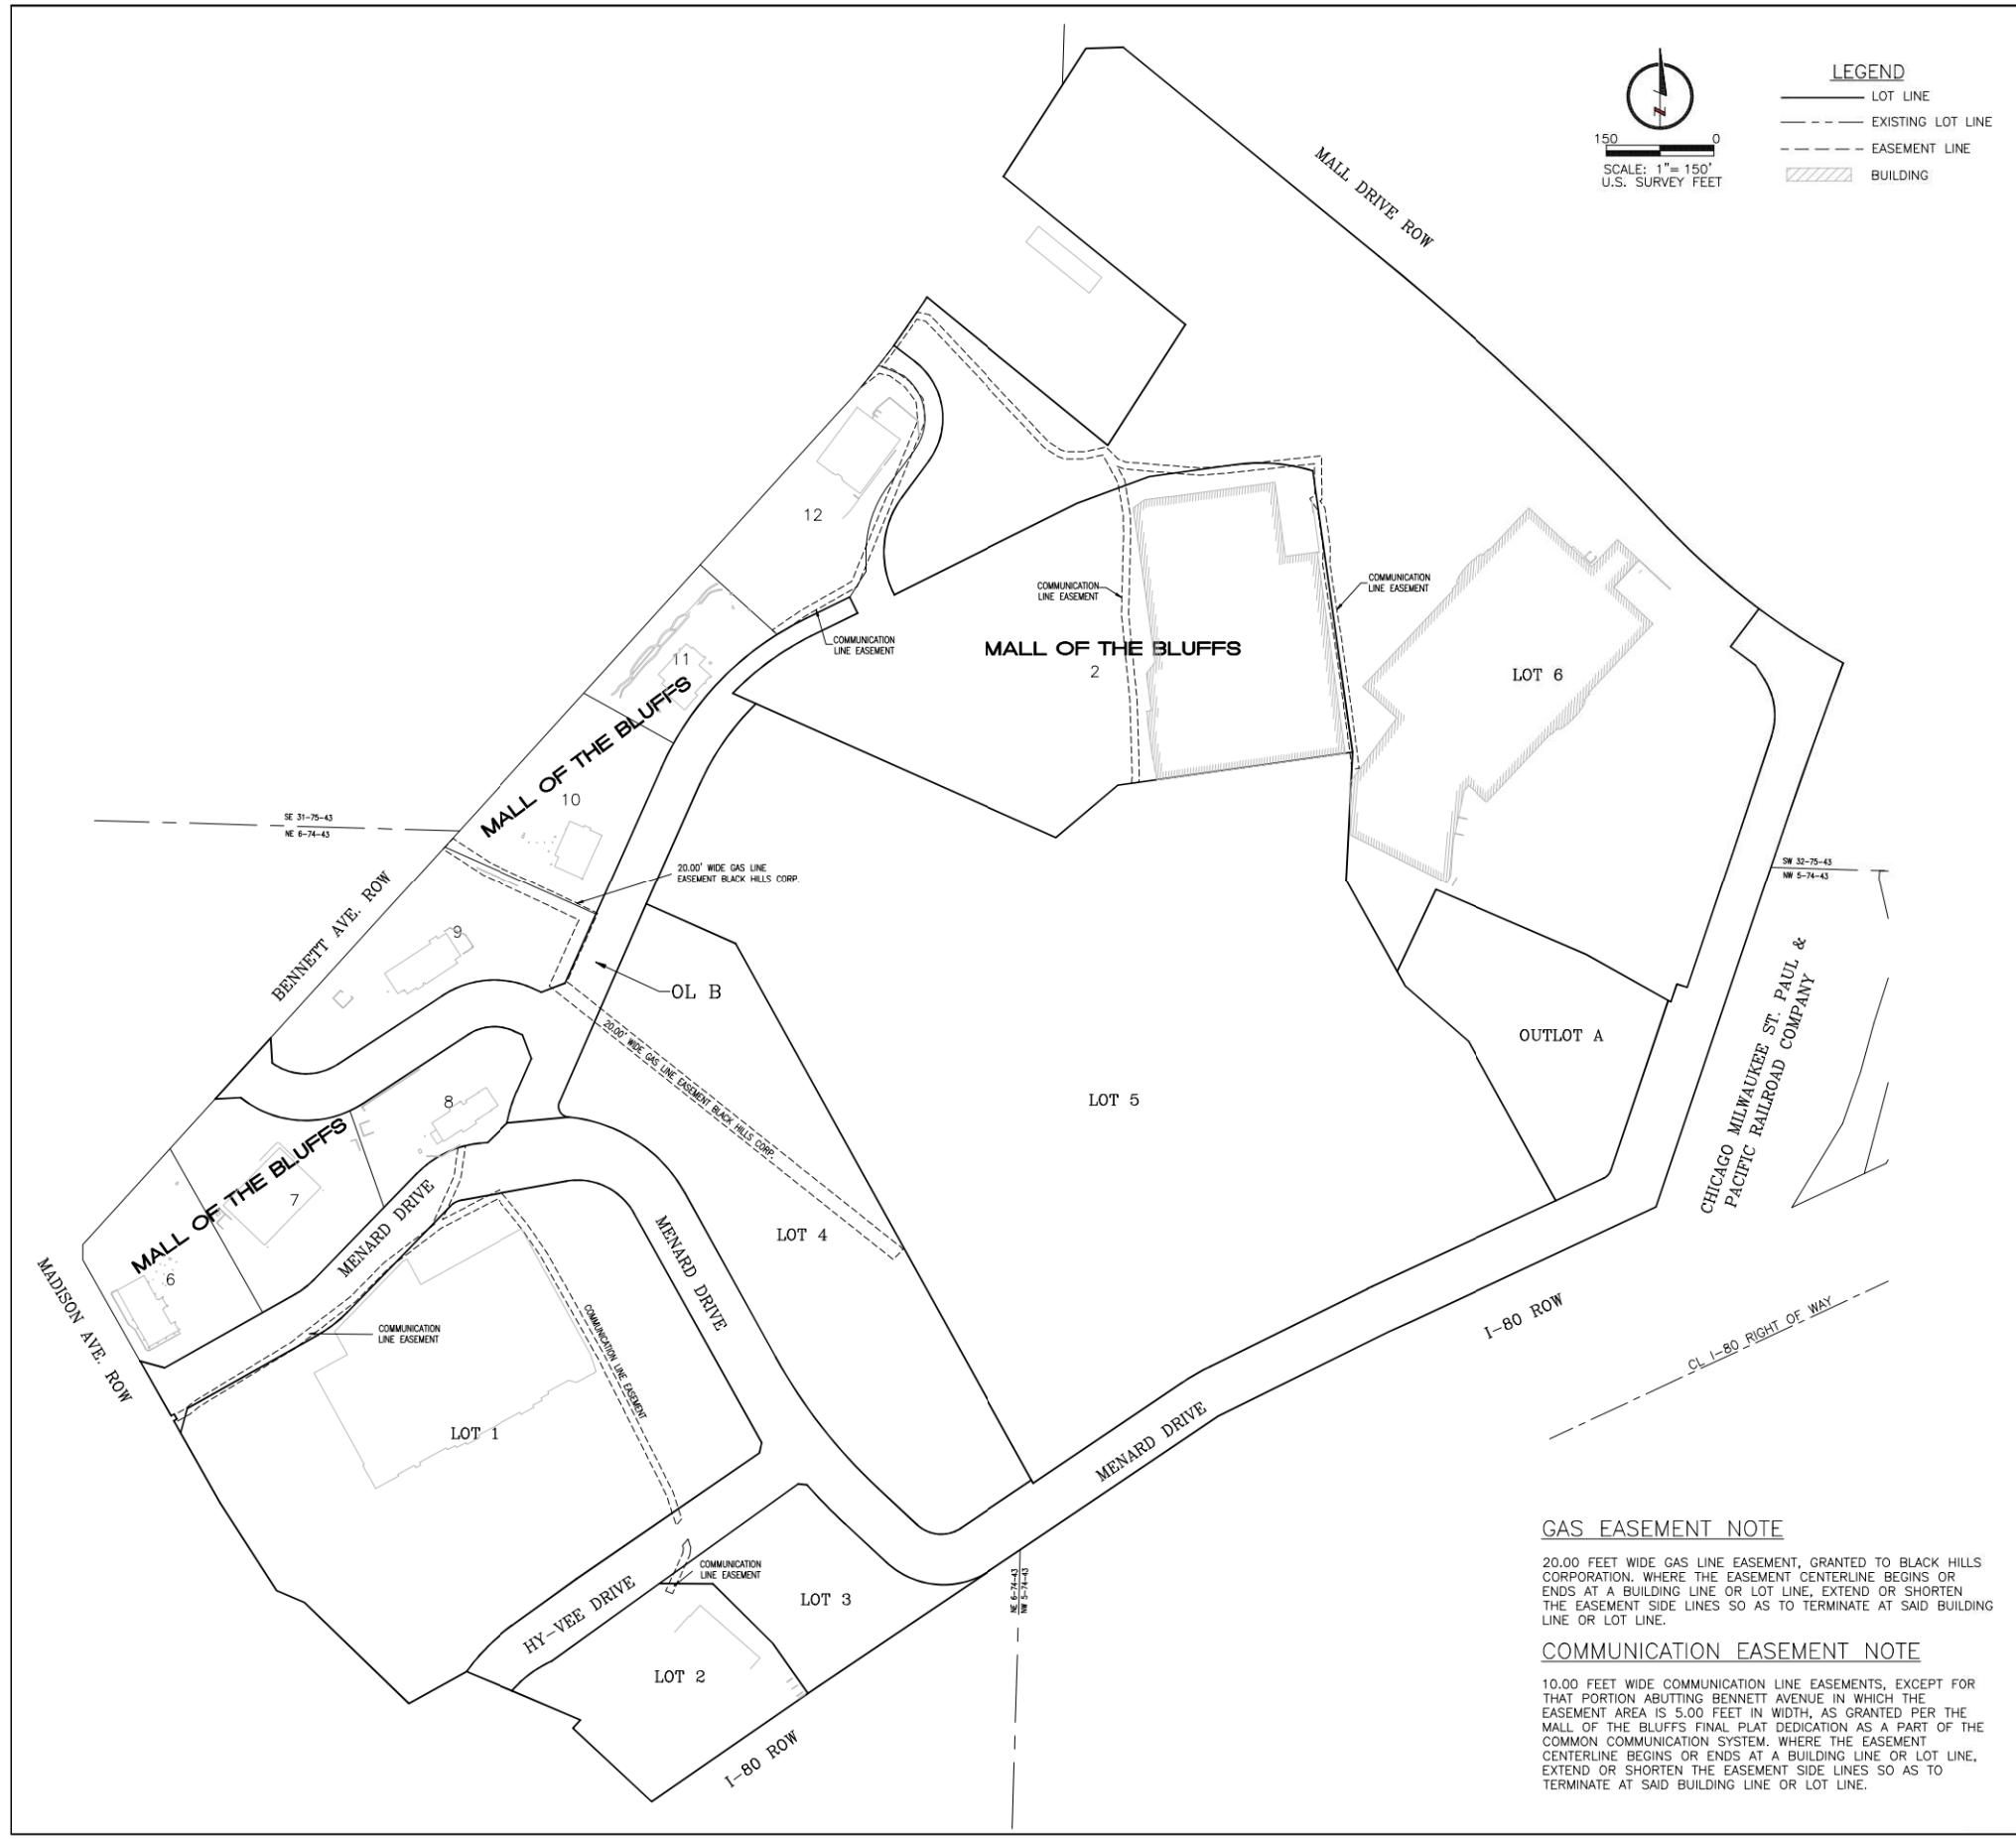 LEGEND
LOT LINE
EXISTING LOT LINE
EASEMENT LINE
BUILDING
N
150 0
SCALE: 1"= 150'
U.S. SURVEY FEET
MALL DRIVE ROW
12
COMMUNICATION
LINE EASEMENT
COMMUNICATION
LINE EASEMENT
COMMUNICATION
LINE EASEMENT
MALL OF THE BLUFFS
2
LOT 6
11
MALL OF THE BLUFFS
10
SE 31-75-43
NE 6-74-43
20.00' WIDE GAS LINE
EASEMENT BLACK HILLS CORP.
SW 32-75-43
NW 5-74-43
BENNETT AVE. ROW
9
OL B
20.00' WIDE GAS LINE EASEMENT BLACK HILLS CORP.
OUTLOT A
CHICAGO MILWAUKEE ST. PAUL &
PACIFIC RAILROAD COMPANY
8
LOT 5
MALL OF THE BLUFFS
7
6
MENARD DRIVE
MENARD DRIVE
LOT 4
MADISON AVE. ROW
COMMUNICATION
LINE EASEMENT
COMMUNICATION LINE EASEMENT
I-80 ROW
CL I-80 RIGHT OF WAY
LOT 1
MENARD DRIVE
COMMUNICATION
LINE EASEMENT
HY-VEE DRIVE
LOT 3
NE 6-74-43
NW 5-74-43
LOT 2
I-80 ROW
GAS EASEMENT NOTE
20.00 FEET WIDE GAS LINE EASEMENT, GRANTED TO BLACK HILLS
CORPORATION. WHERE THE EASEMENT CENTERLINE BEGINS OR
ENDS AT A BUILDING LINE OR LOT LINE, EXTEND OR SHORTEN
THE EASEMENT SIDE LINES SO AS TO TERMINATE AT SAID BUILDING
LINE OR LOT LINE.
COMMUNICATION EASEMENT NOTE
10.00 FEET WIDE COMMUNICATION LINE EASEMENTS, EXCEPT FOR
THAT PORTION ABUTTING BENNETT AVENUE IN WHICH THE
EASEMENT AREA IS 5.00 FEET IN WIDTH, AS GRANTED PER THE
MALL OF THE BLUFFS FINAL PLAT DEDICATION AS A PART OF THE
COMMON COMMUNICATION SYSTEM. WHERE THE EASEMENT
CENTERLINE BEGINS OR ENDS AT A BUILDING LINE OR LOT LINE,
EXTEND OR SHORTEN THE EASEMENT SIDE LINES SO AS TO
TERMINATE AT SAID BUILDING LINE OR LOT LINE.